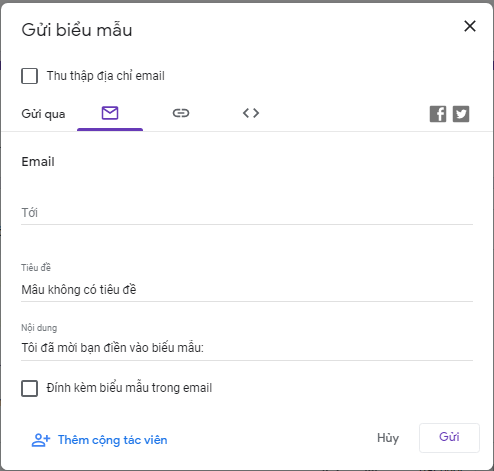 Gửi biểu mẫu
Thu thập địa chỉ email
Gửi qua
Email
Tới
Tiêu đề
Mẫu không có tiêu đề
Nội dung
Tôi đã mời bạn điền vào biểu mẫu:
Đính kèm biểu mẫu trong email
Thêm cộng tác viên
Hủy
Gửi